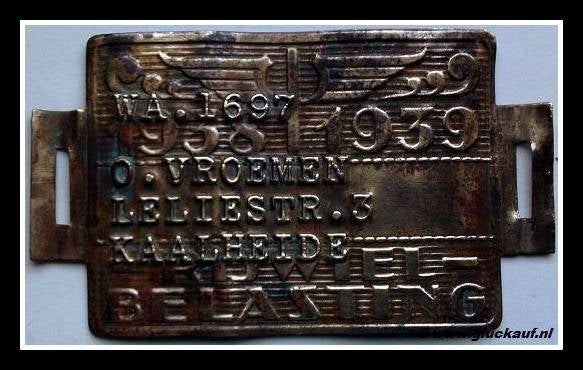 WA.1697
1938 1939
O. VROEMEN
LELIESTR.3
KAALHEIDE
RIJWIEL-
BELASTING
www.gluckauf.nl